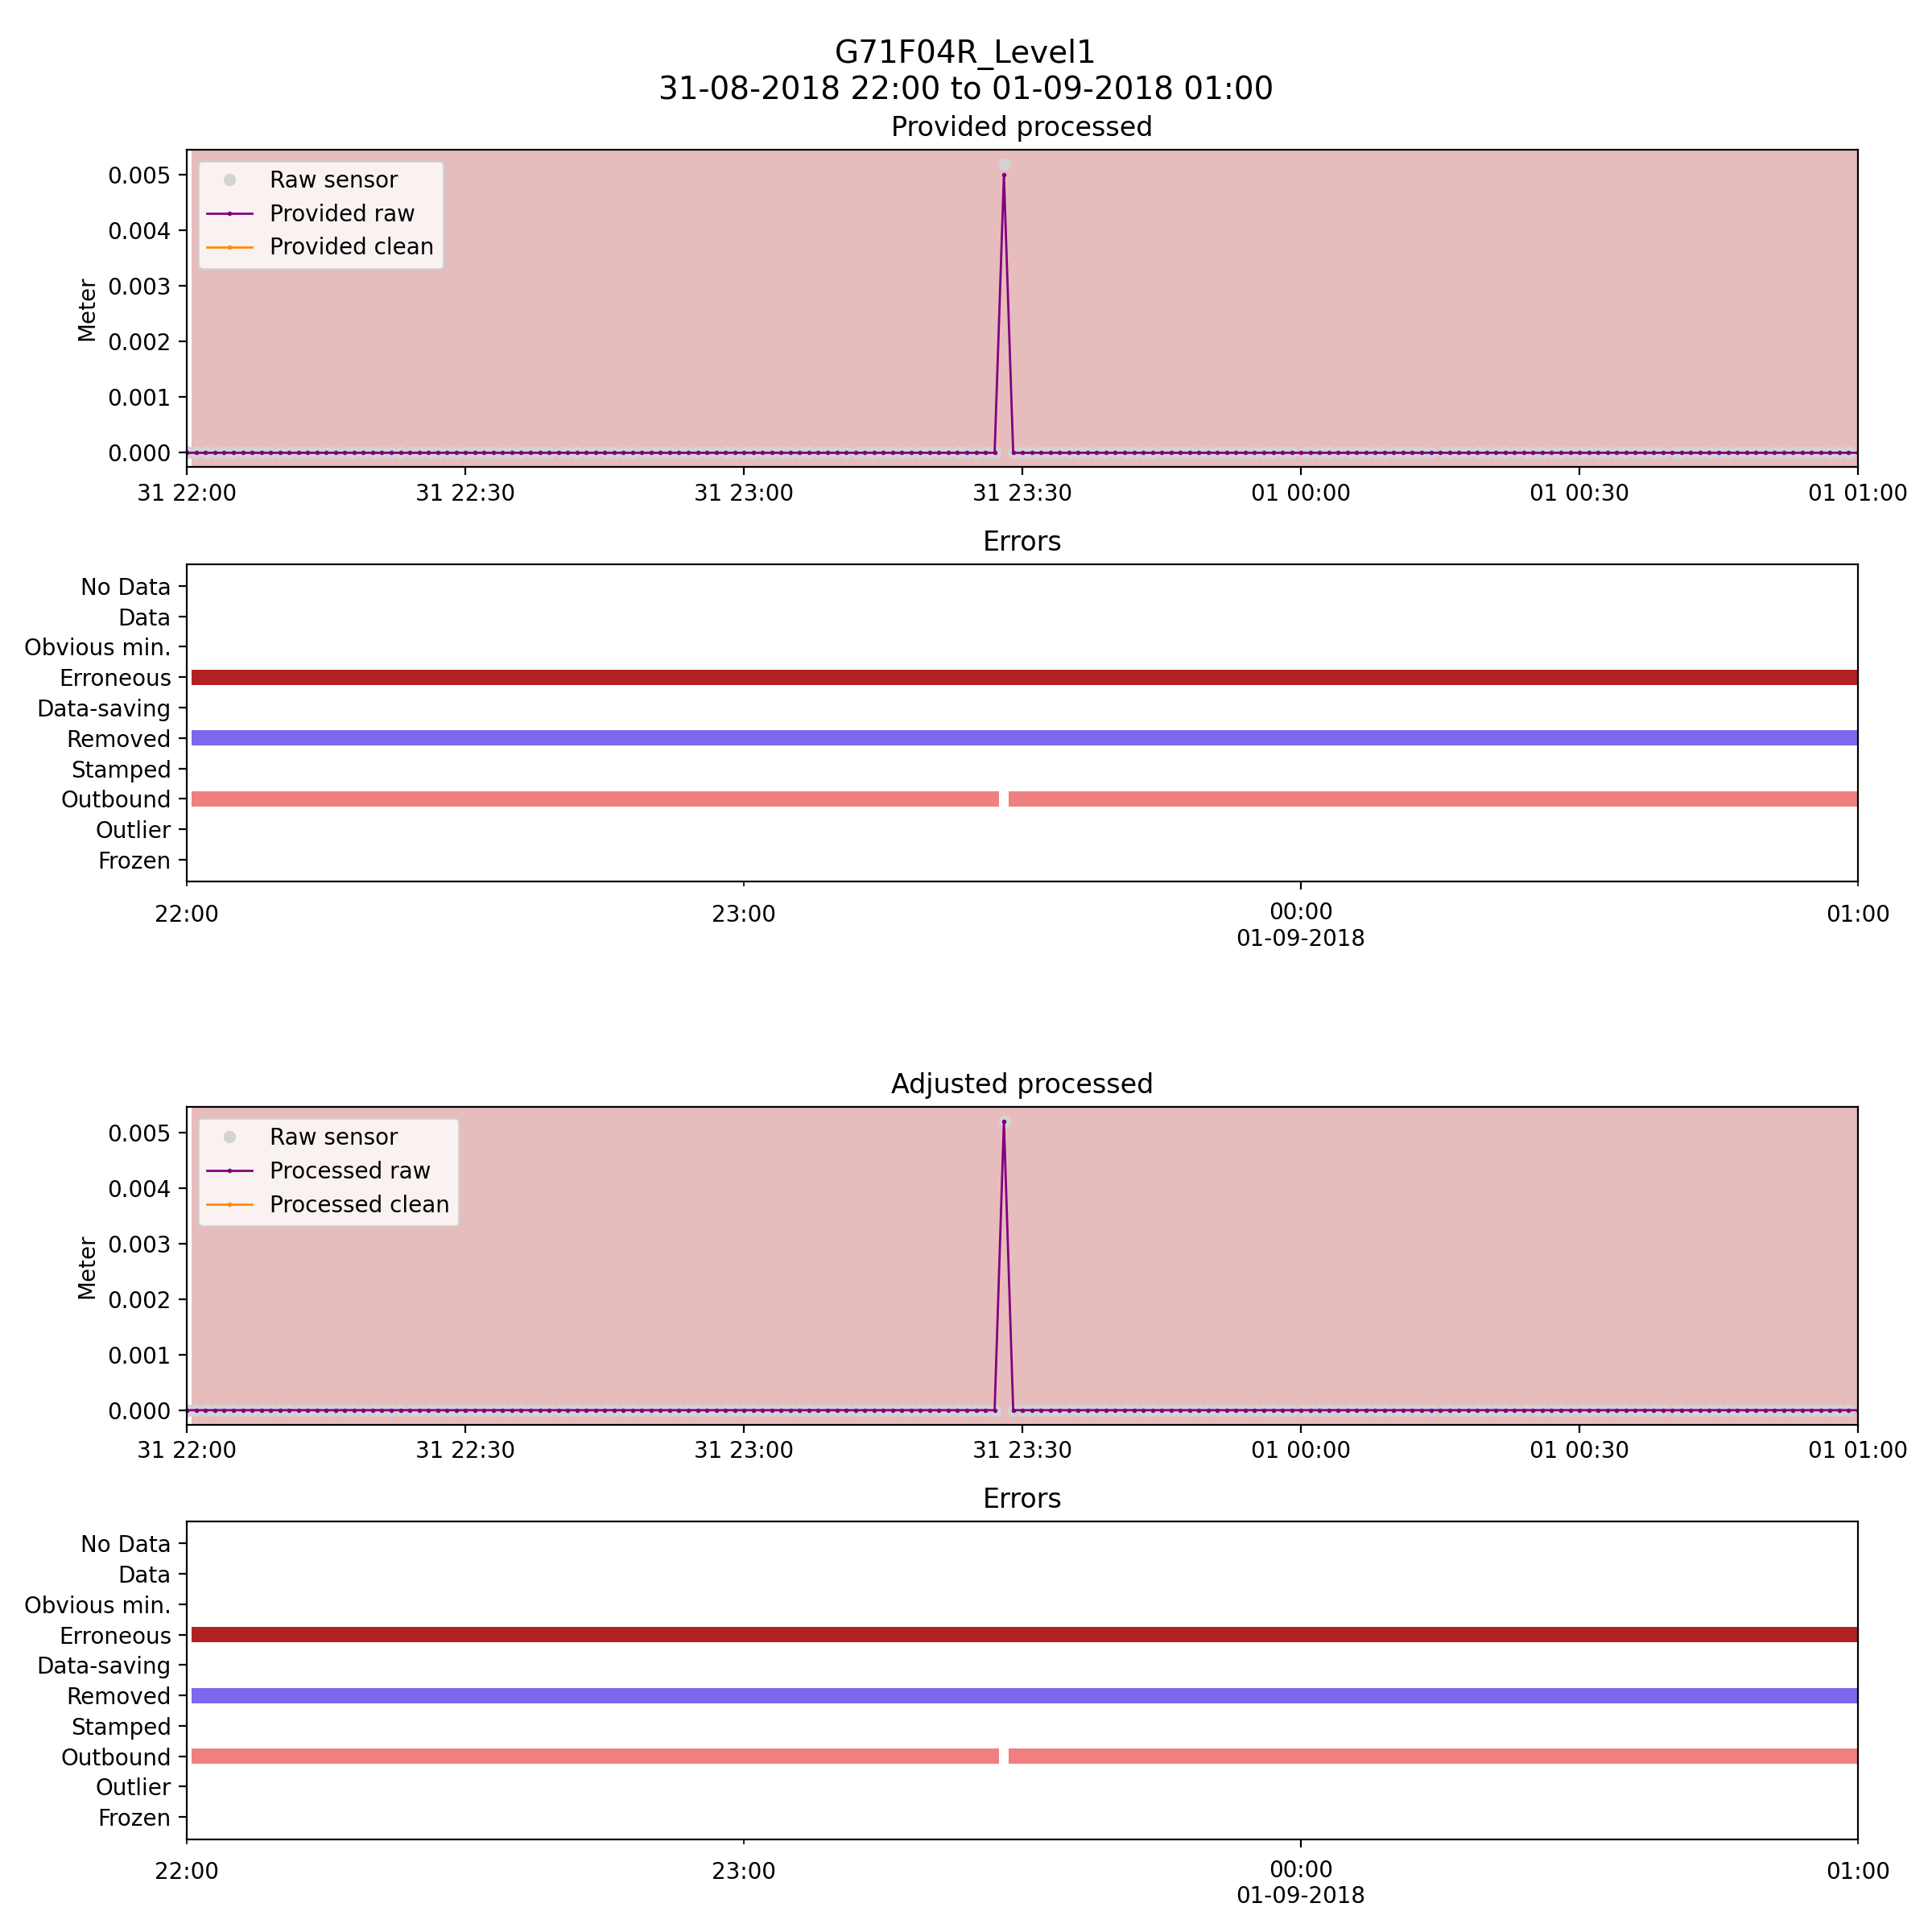 G71F04R_Level1
31-08-2018 22:00 to 01-09-2018 01:00
Provided processed
Raw sensor
Provided raw
Provided clean
Meter
0.005
0.004
0.003
0.002
0.001
0.000
31 22:00 31 22:30 31 23:00 31 23:30 01 00:00 01 00:30 01 01:00
Errors
No Data
Data
Obvious min.
Erroneous
Data-saving
Removed
Stamped
Outbound
Outlier
Frozen
22:00 23:00 00:00 01:00
01-09-2018
Adjusted processed
Raw sensor
Processed raw
Processed clean
Meter
0.005
0.004
0.003
0.002
0.001
0.000
31 22:00 31 22:30 31 23:00 31 23:30 01 00:00 01 00:30 01 01:00
Errors
No Data
Data
Obvious min.
Erroneous
Data-saving
Removed
Stamped
Outbound
Outlier
Frozen
22:00 23:00 00:00 01:00
01-09-2018